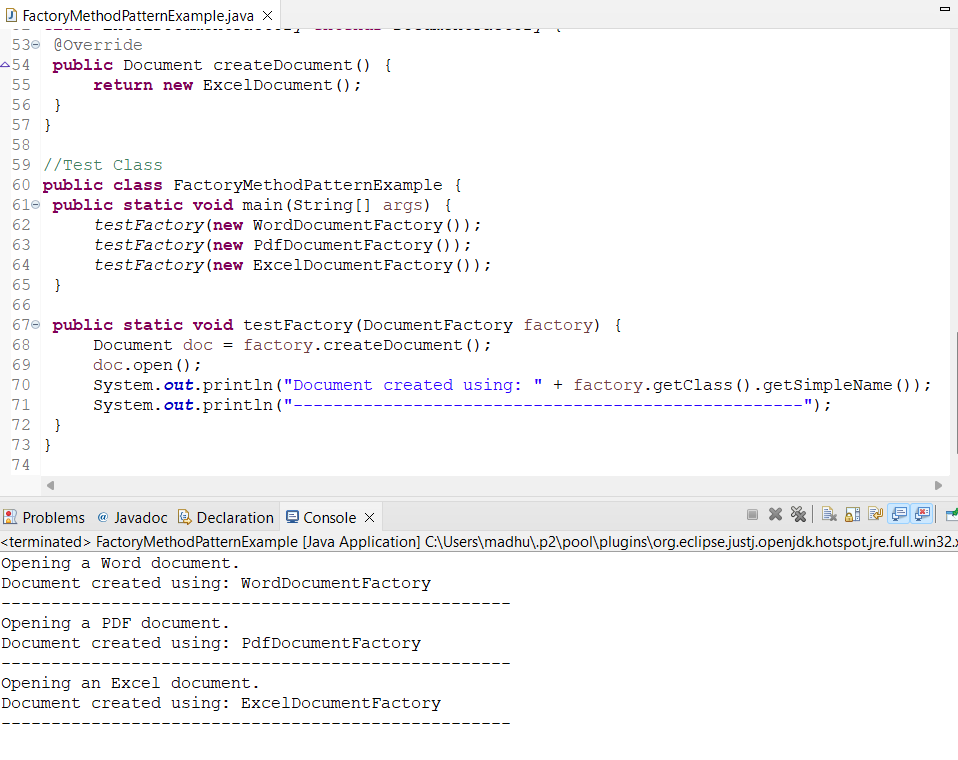 FactoryMethodPatternExample.java
53 @Override
54 public Document createDocument() {
55 return new ExcelDocument();
56 }
57 }
58
59 //Test Class
60 public class FactoryMethodPatternExample {
61 public static void main(String[] args) {
62 testFactory(new WordDocumentFactory());
63 testFactory(new PdfDocumentFactory());
64 testFactory(new ExcelDocumentFactory());
65 }
66
67 public static void testFactory(DocumentFactory factory) {
68 Document doc = factory.createDocument();
69 doc.open();
70 System.out.println("Document created using: " + factory.getClass().getSimpleName());
71 System.out.println("---------------------------------------------------");
72 }
73 }
74
Problems @ Javadoc Declaration Console
<terminated> FactoryMethodPatternExample [Java Application] C:\Users\madhu\.p2\pool\plugins\org.eclipse.justj.openjdk.hotspot.jre.full.win32.x
Opening a Word document.
Document created using: WordDocumentFactory
---------------------------------------------------
Opening a PDF document.
Document created using: PdfDocumentFactory
---------------------------------------------------
Opening an Excel document.
Document created using: ExcelDocumentFactory
---------------------------------------------------